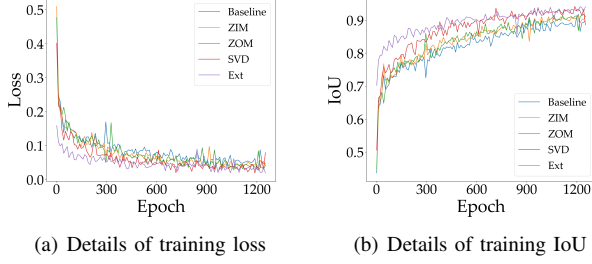 0.5
0.4
0.3
0.2
0.1
0.0
Loss
0 300 600 900 1200
Epoch
Baseline
ZIM
ZOM
SVD
Ext
(a) Details of training loss
0.9
0.8
0.7
0.6
0.5
IoU
0 300 600 900 1200
Epoch
Baseline
ZIM
ZOM
SVD
Ext
(b) Details of training IoU